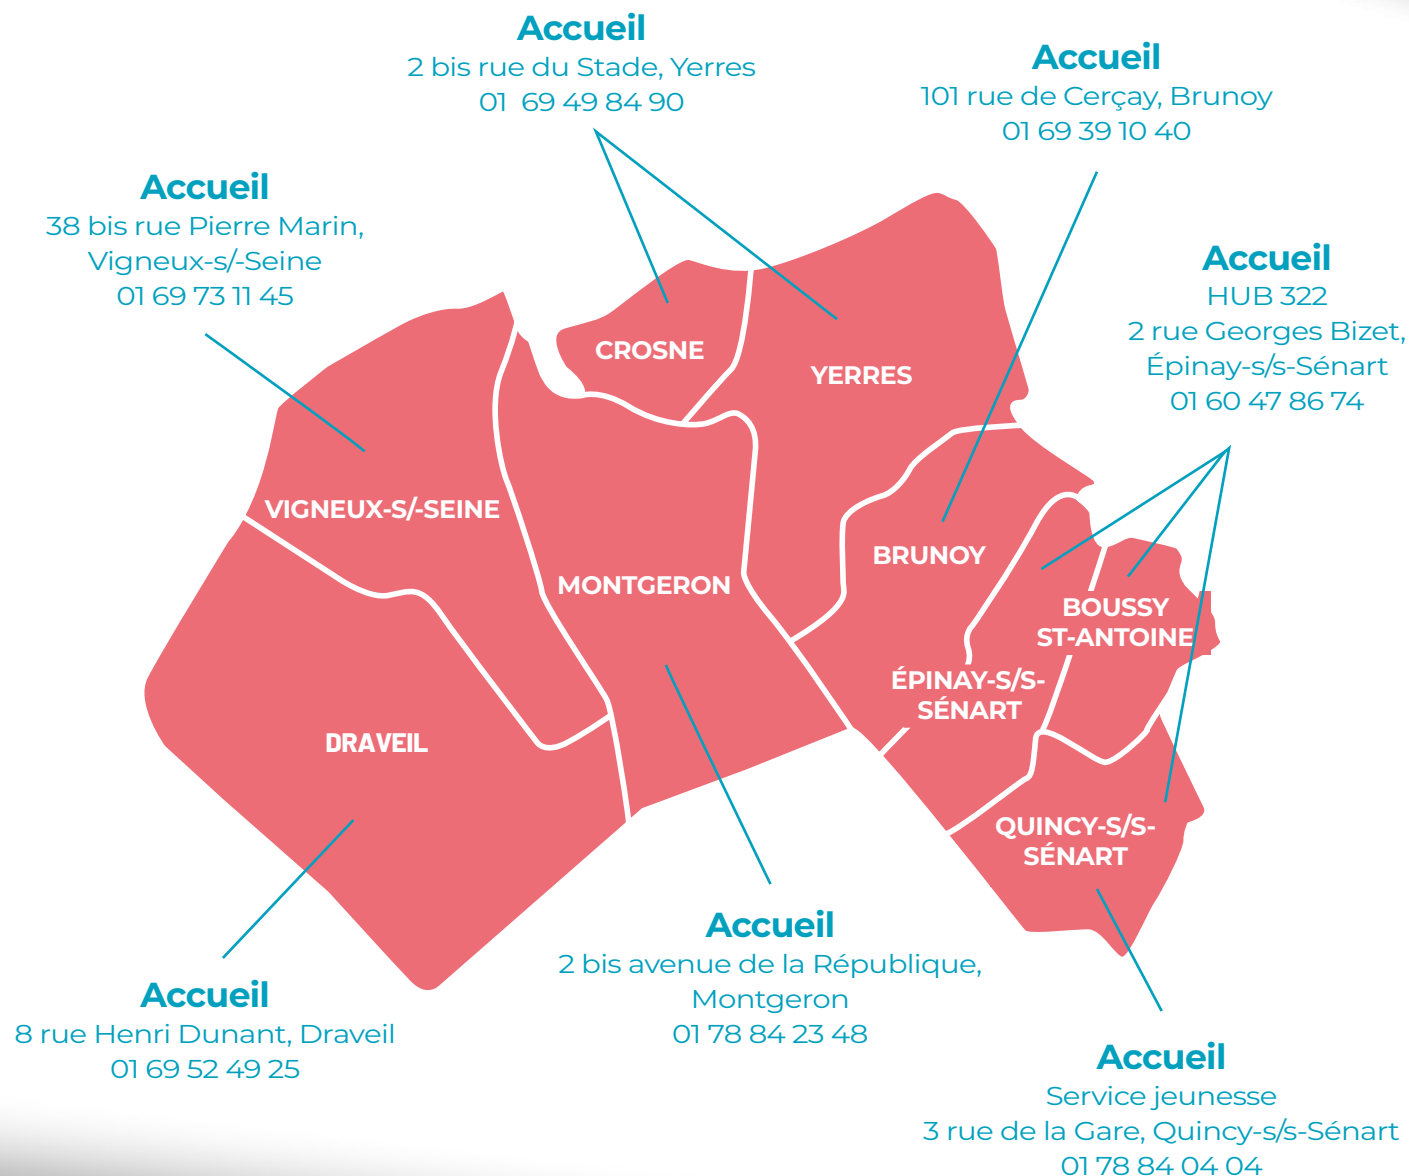 Accueil
2 bis rue du Stade, Yerres
01 69 49 84 90
Accueil
101 rue de Cerçay, Brunoy
01 69 39 10 40
Accueil
38 bis rue Pierre Marin,
Vigneux-s/-Seine
01 69 73 11 45
Accueil
HUB 322
2 rue Georges Bizet,
Épinay-s/s-Sénart
01 60 47 86 74
CROSNE
YERRES
VIGNEUX-S/-SEINE
MONTGERON
BRUNOY
BOUSSY
ST-ANTOINE
ÉPINAY-S/S-
SÉNART
DRAVEIL
QUINCY-S/S-
SÉNART
Accueil
2 bis avenue de la République,
Montgeron
01 78 84 23 48
Accueil
8 rue Henri Dunant, Draveil
01 69 52 49 25
Accueil
Service jeunesse
3 rue de la Gare, Quincy-s/s-Sénart
01 78 84 04 04